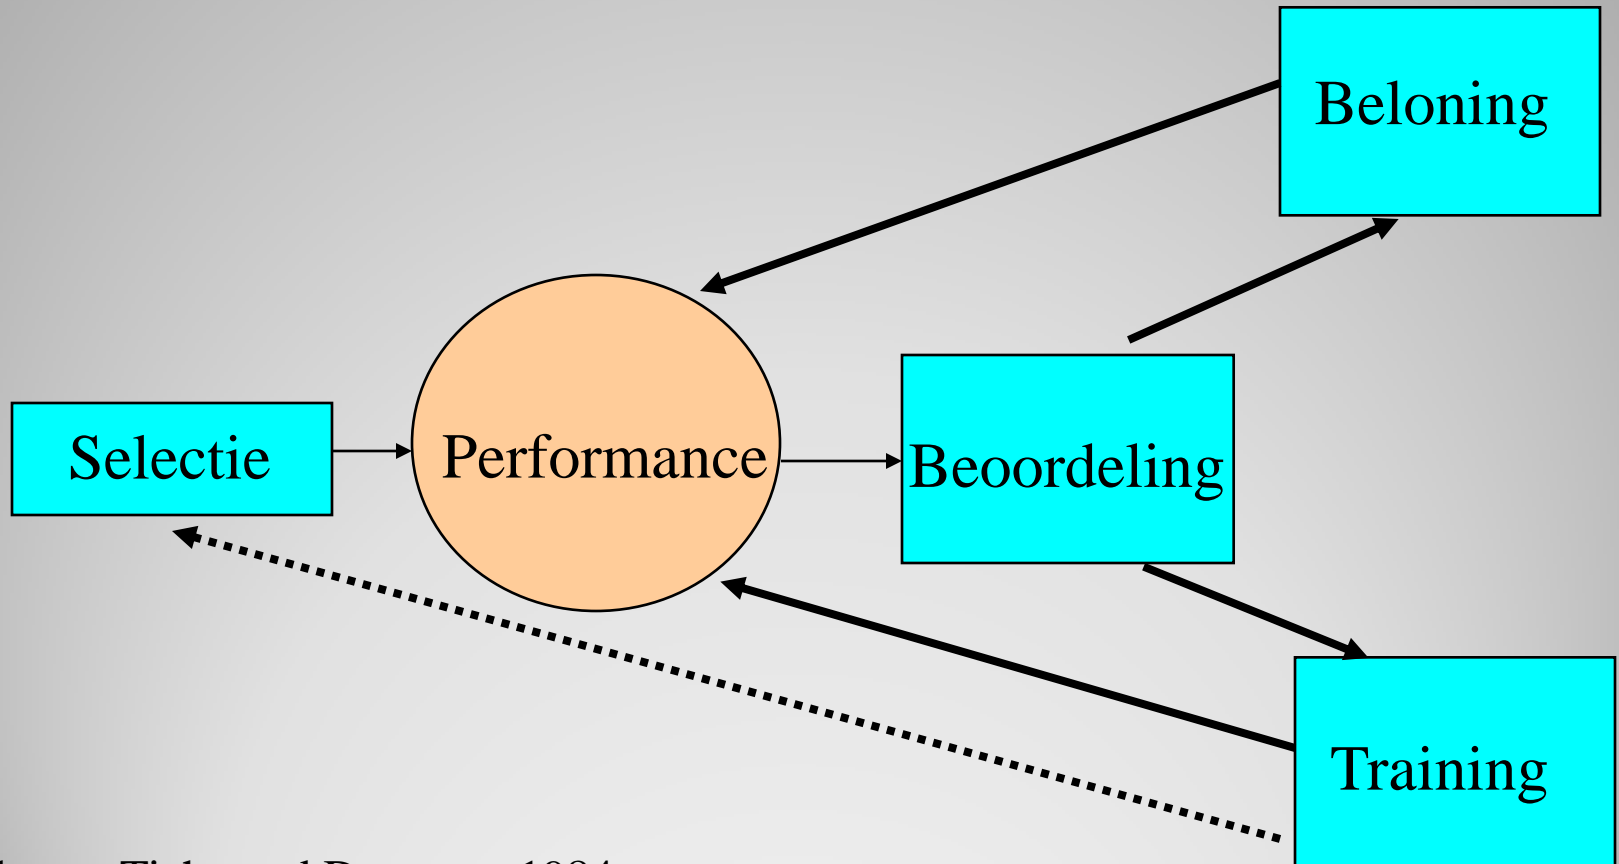 Beloning
Selectie
Performance
Beoordeling
Training